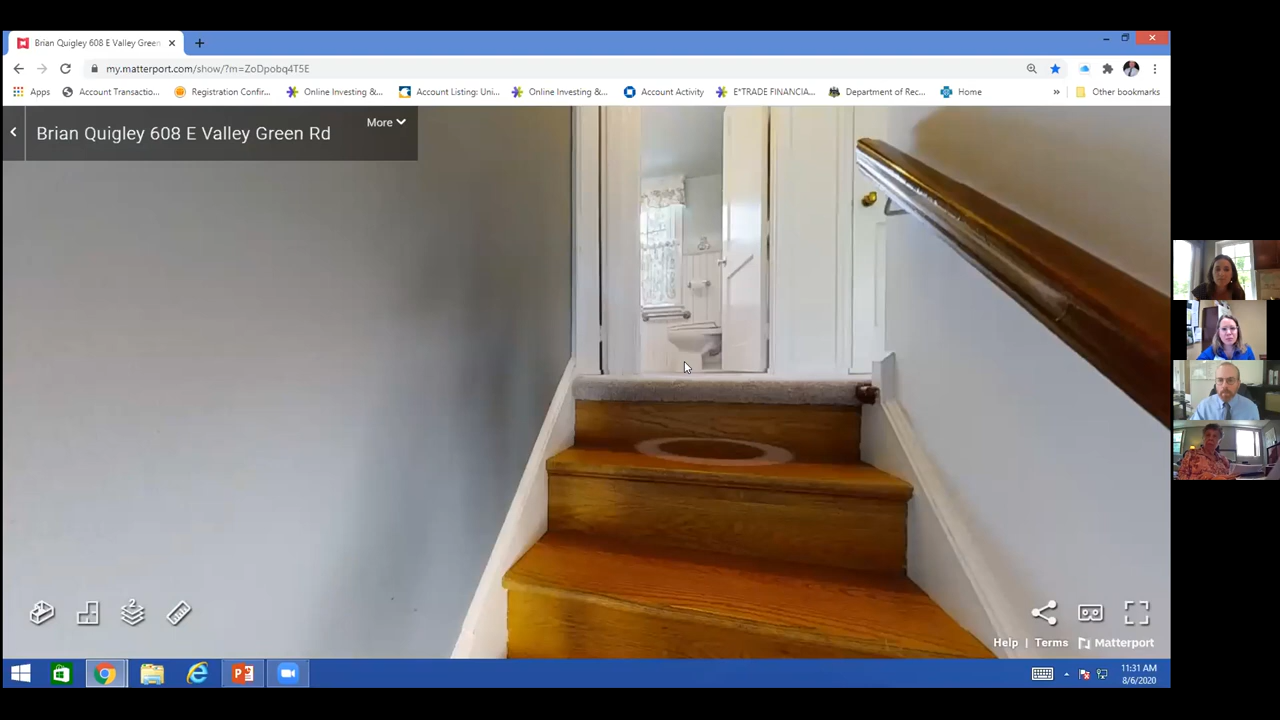 Brian Quigley 608 E Valley Green
my.matterport.com/show/?m=ZoDpobq4T5E
Apps
Account Transactio...
Registration Confir...
Online Investing &...
Account Listing: Uni...
Online Investing &...
Account Activity
E*TRADE FINANCIA...
Department of Rec...
Home
»
Other bookmarks
Brian Quigley 608 E Valley Green Rd
More
2
Help | Terms Matterport
11:31 AM
8/6/2020